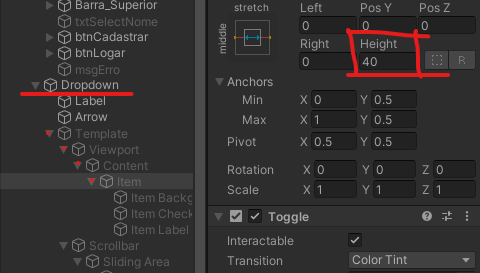 Barra_Superior
txtSelectNome
btnCadastrar
btnLogar
msgErro
Dropdown
Label
Arrow
Template
Viewport
Content
Item
Item Backg
Item Check
Item Label
Scrollbar
Sliding Area
stretch
middle
Left Pos Y Pos Z
0 0 0
Right Height
0 40 R
Anchors
Min X 0 Y 0.5
Max X 1 Y 0.5
Pivot X 0.5 Y 0.5
Rotation X 0 Y 0 Z 0
Scale X 1 Y 1 Z 1
Toggle
Interactable
Transition Color Tint